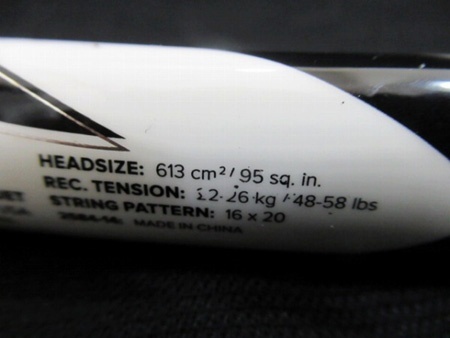 HEADSIZE: 613 cm²/ 95 sq. in.
REC. TENSION: 22-26 kg / 48-58 lbs
STRING PATTERN: 16 x 20
MADE IN CHINA